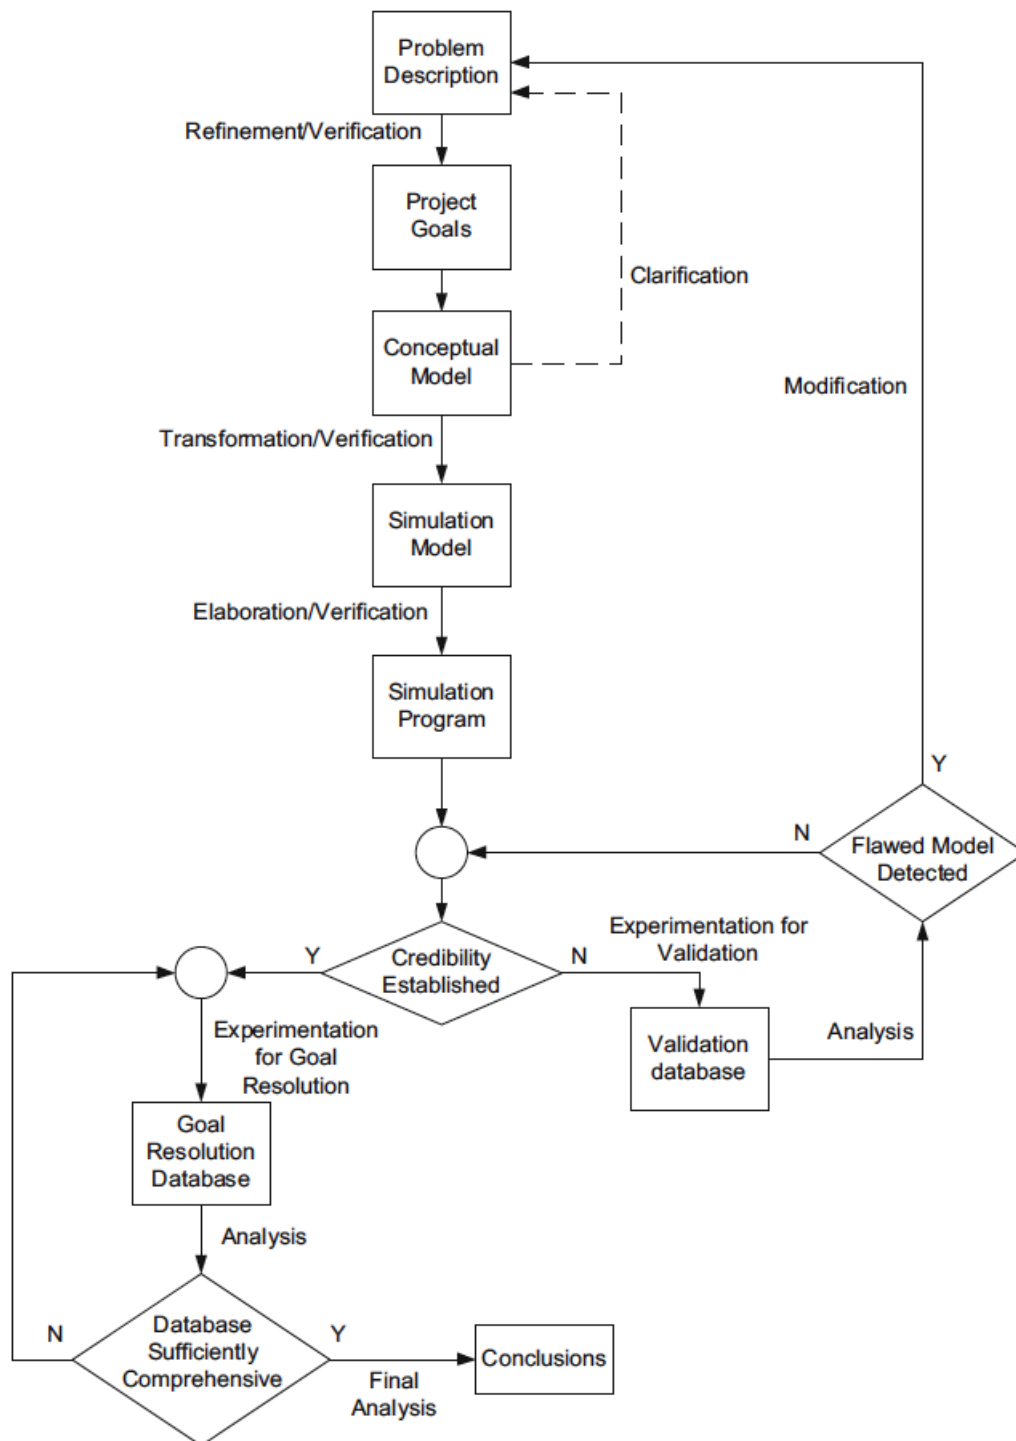 Problem
Description
Refinement/Verification
Project
Goals
Clarification
Conceptual
Model
Modification
Transformation/Verification
Simulation
Model
Elaboration/Verification
Simulation
Program
Y
N
Flawed Model
Detected
Y
Credibility
Established
N
Experimentation for
Validation
Experimentation
for Goal
Resolution
Validation
database
Analysis
Goal
Resolution
Database
Analysis
N
Database
Sufficiently
Comprehensive
Y
Final
Analysis
Conclusions